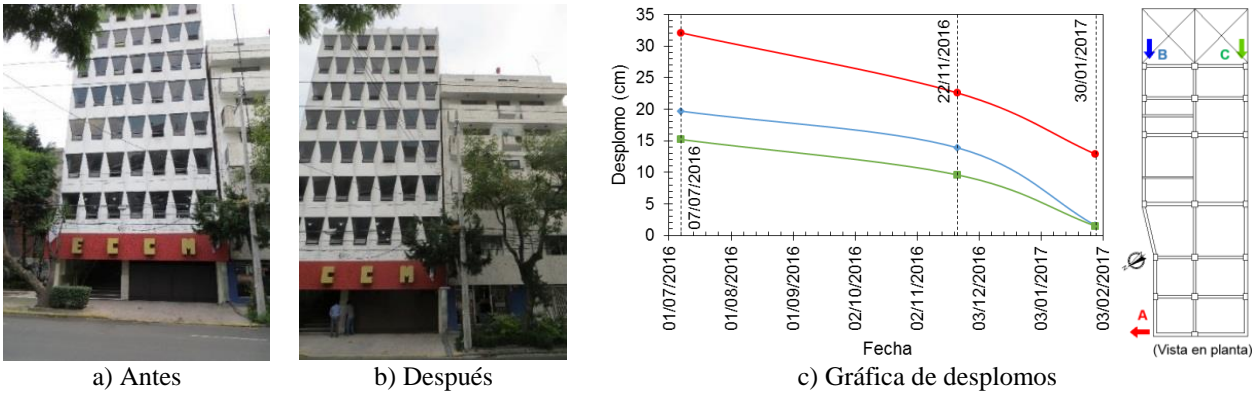 E C C M
a) Antes
C C M
b) Después
Desplomo (cm)
35
30
25
20
15
10
5
0
07/07/2016
22/11/2016
30/01/2017
01/07/2016
01/08/2016
01/09/2016
02/10/2016
02/11/2016
03/12/2016
03/01/2017
03/02/2017
Fecha
B
C
A
(Vista en planta)
c) Gráfica de desplomos